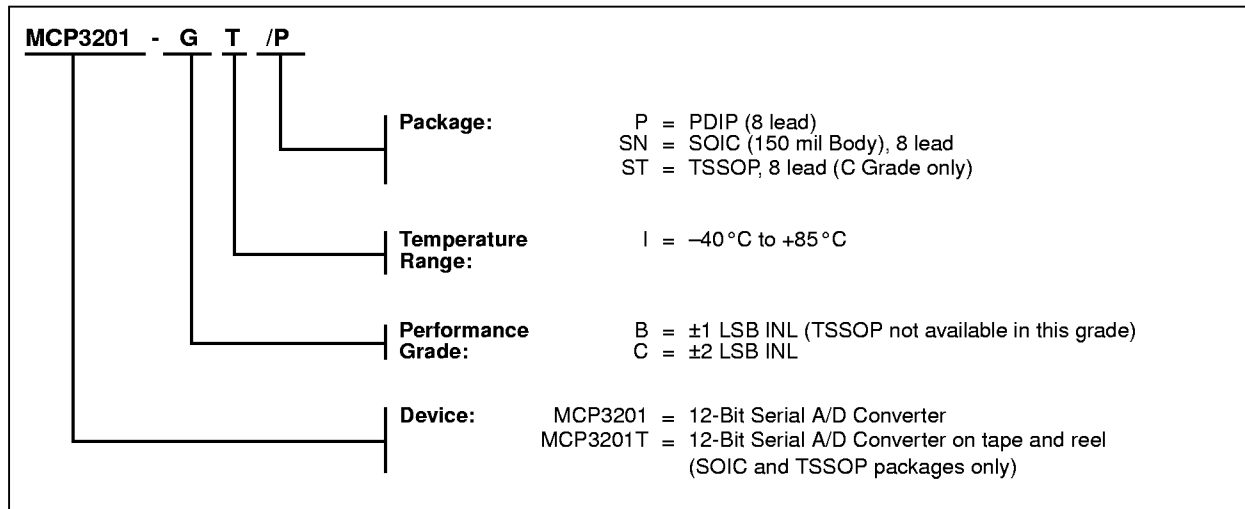 MCP3201 - G T /P
Package: P = PDIP (8 lead)
SN = SOIC (150 mil Body), 8 lead
ST = TSSOP, 8 lead (C Grade only)
Temperature I = –40°C to +85°C
Range:
Performance B = ±1 LSB INL (TSSOP not available in this grade)
Grade: C = ±2 LSB INL
Device: MCP3201 = 12-Bit Serial A/D Converter
MCP3201T = 12-Bit Serial A/D Converter on tape and reel
(SOIC and TSSOP packages only)